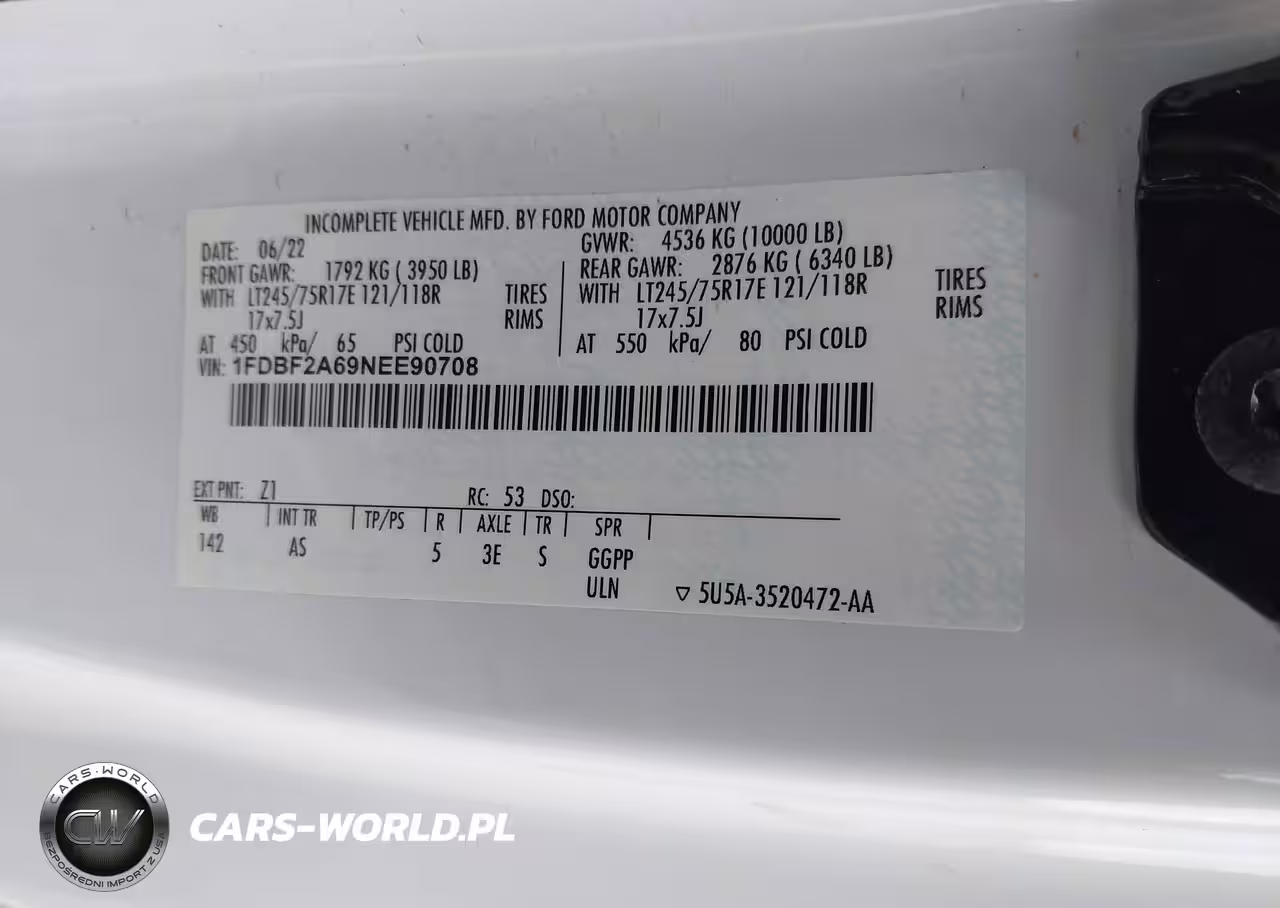 INCOMPLETE VEHICLE MFD. BY FORD MOTOR COMPANY
DATE: 06/22 GVWR: 4536 KG (10000 LB)
FRONT GAWR: 1792 KG ( 3950 LB) REAR GAWR: 2876 KG ( 6340 LB)
WITH LT245/75R17E 121/118R TIRES WITH LT245/75R17E 121/118R TIRES
17x7.5J RIMS 17x7.5J RIMS
AT 450 kPa/ 65 PSI COLD AT 550 kPa/ 80 PSI COLD
VIN: 1FDBF2A69NEE90708
EXT PNT: Z1 RC: 53 DSO:
WB INT TR TP/PS R AXLE TR SPR
142 AS 5 3E S GGPP
ULN ▽ 5U5A-3520472-AA
CARS-WORLD
CW
BEZPOŚREDNI IMPORT Z USA
CARS-WORLD.PL